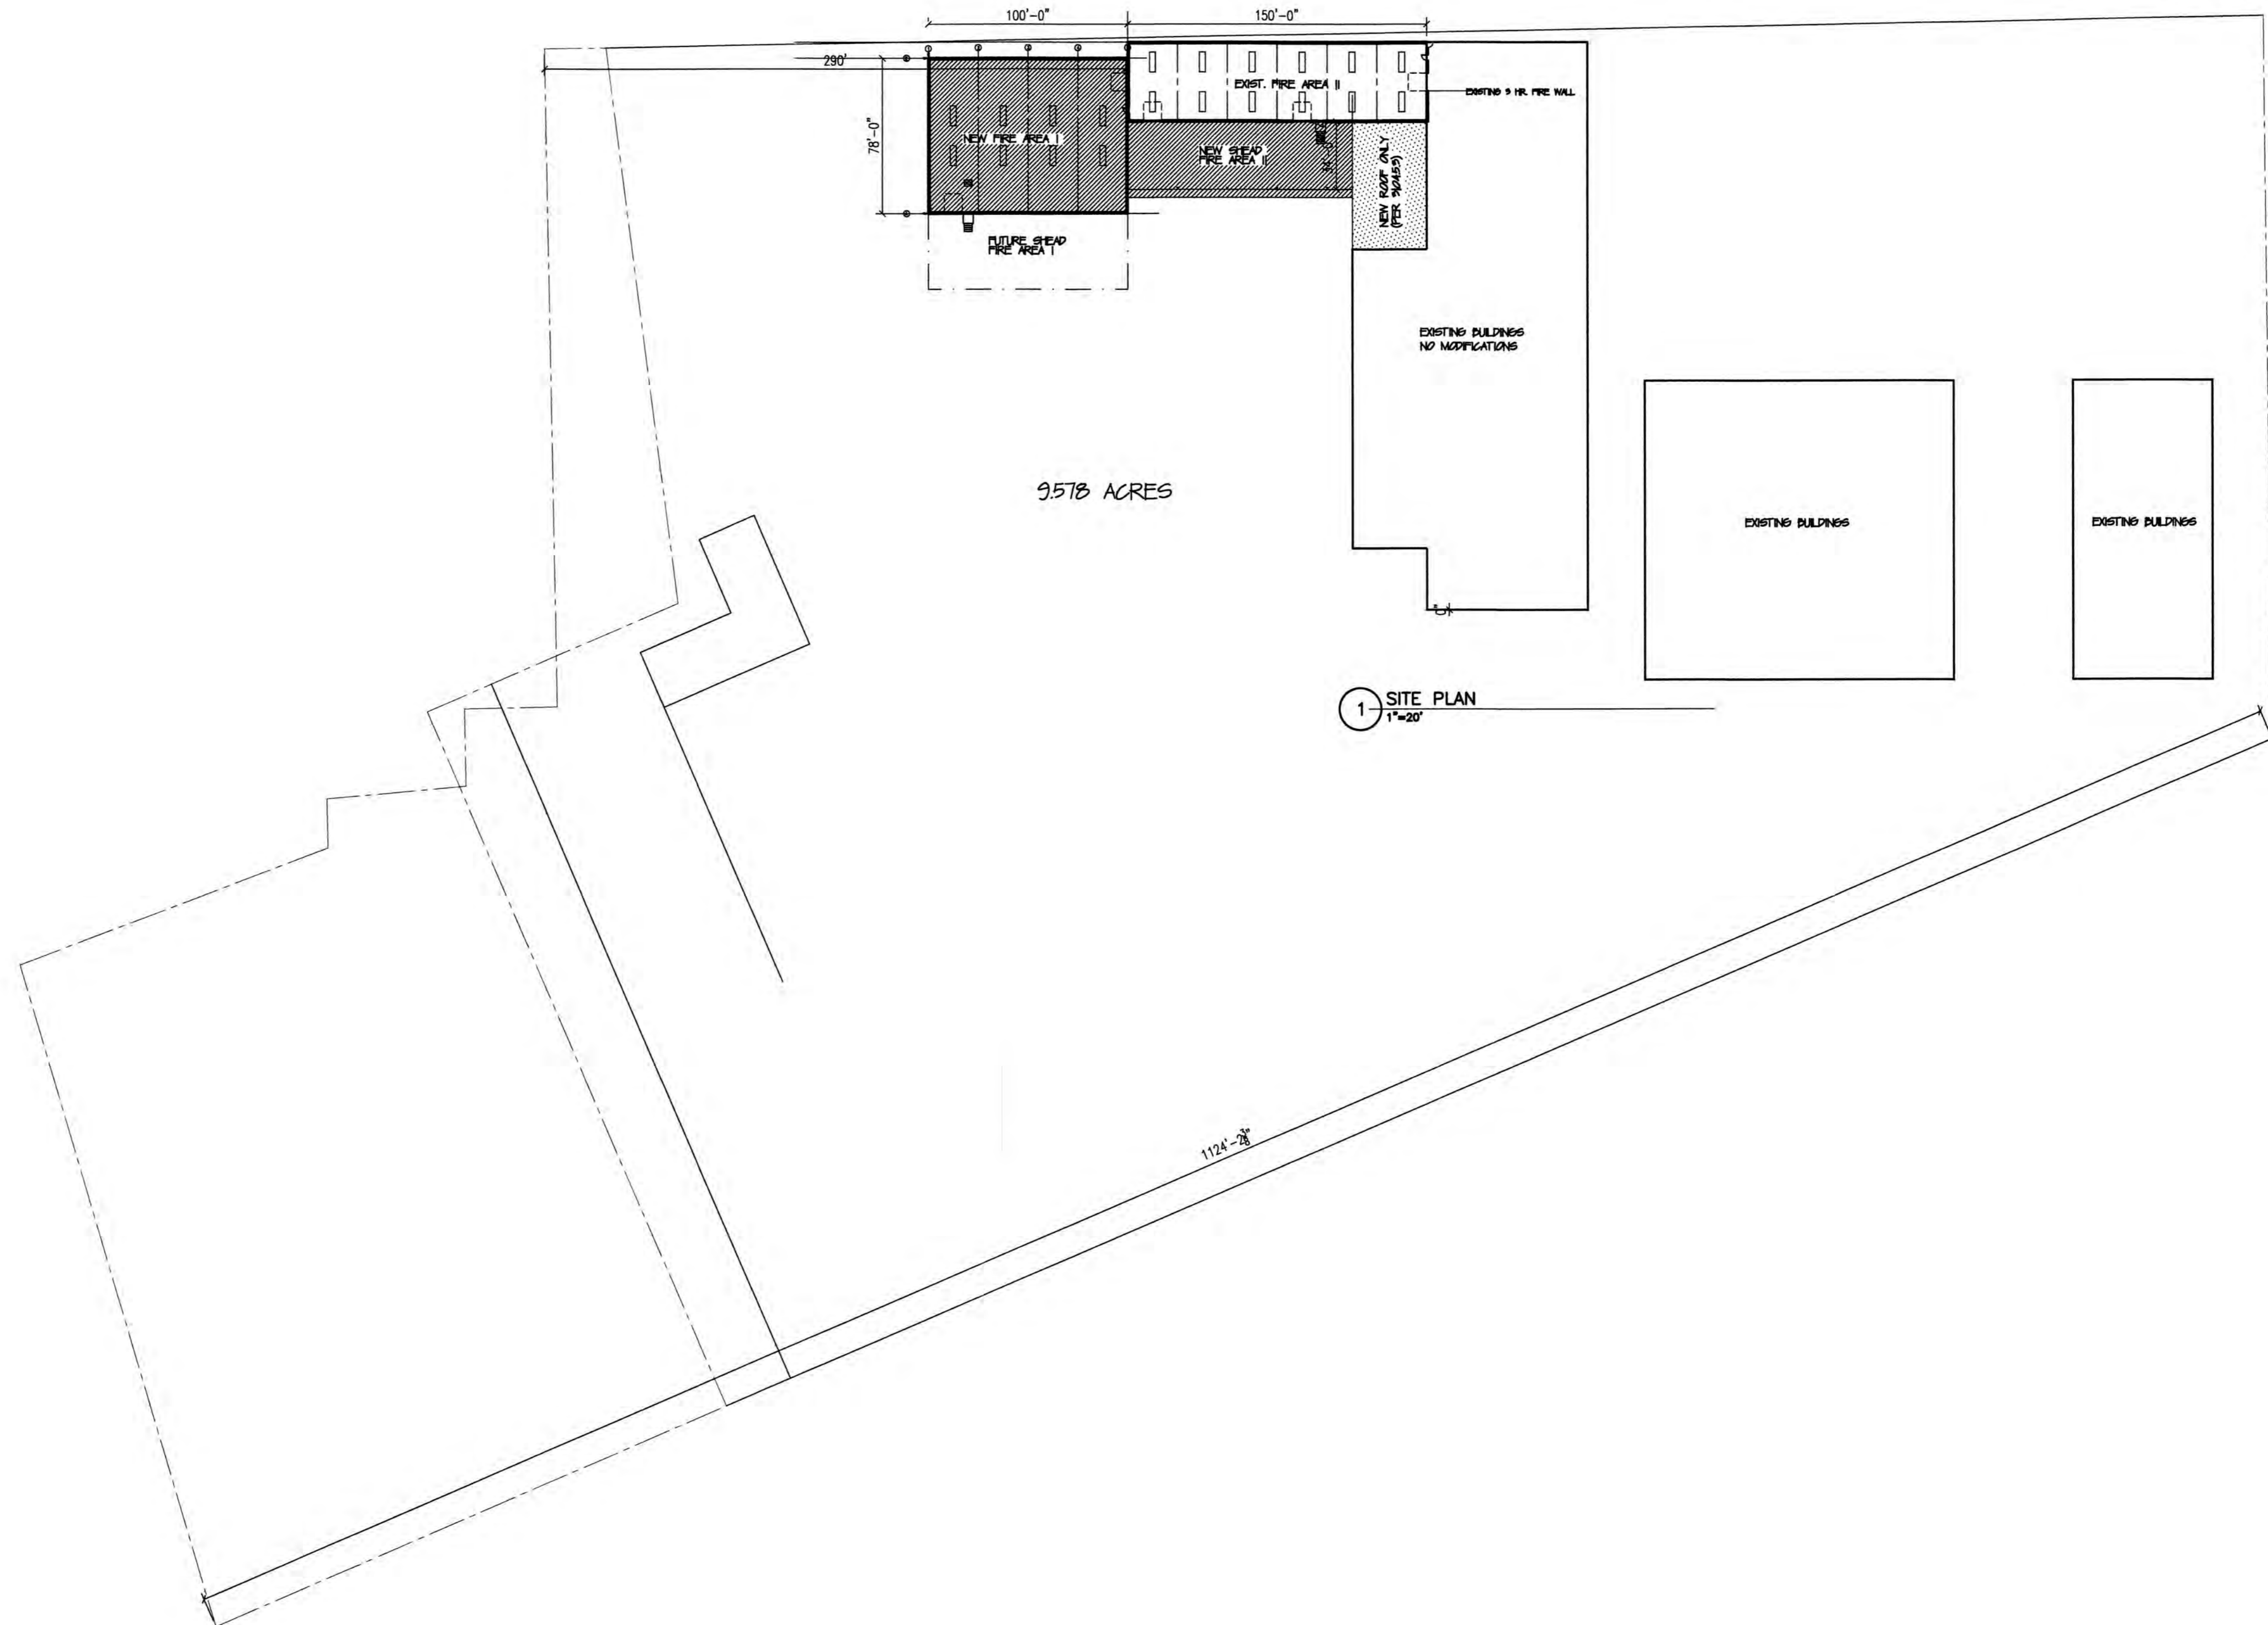 100'-0"
150'-0"
290'
EXIST. FIRE AREA II
EXISTING 3 HR. FIRE WALL
78'-0"
NEW FIRE AREA I
NEW SHEAD
FIRE AREA II
34'-0"
NEW ROOF ONLY
FUTURE SHEAD
FIRE AREA I
EXISTING BUILDINGS
NO MODIFICATIONS
9.578 ACRES
EXISTING BUILDINGS
EXISTING BUILDINGS
1
SITE PLAN
1"=20'